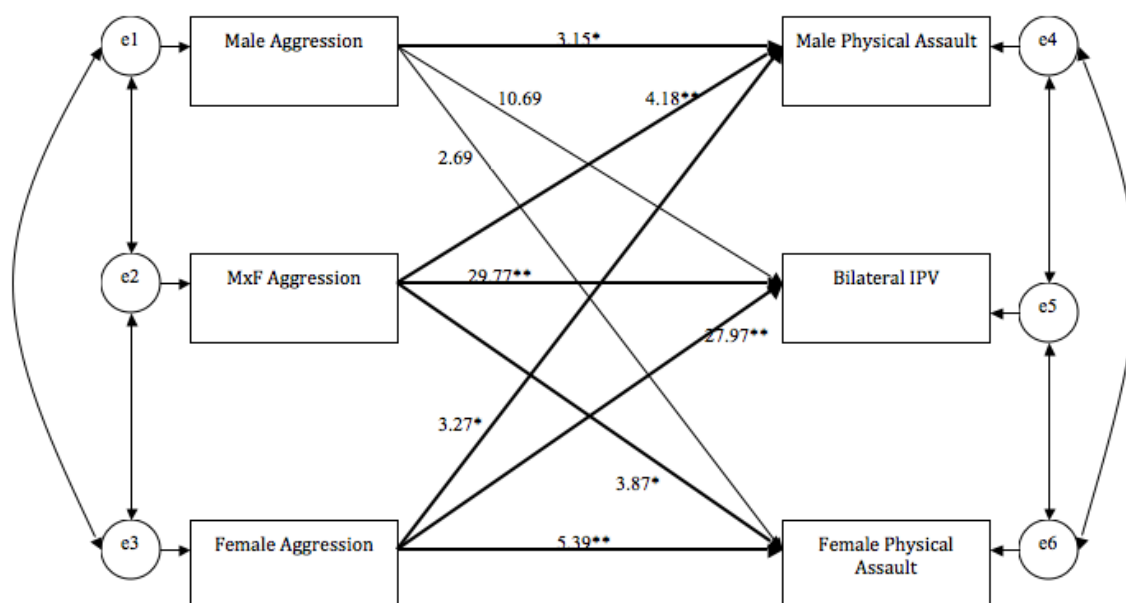 e1
Male Aggression
3.15*
Male Physical Assault
e4
10.69
4.18**
2.69
e2
MxF Aggression
29.77**
Bilateral IPV
e5
27.97**
3.27*
3.87*
e3
Female Aggression
5.39**
Female Physical
Assault
e6